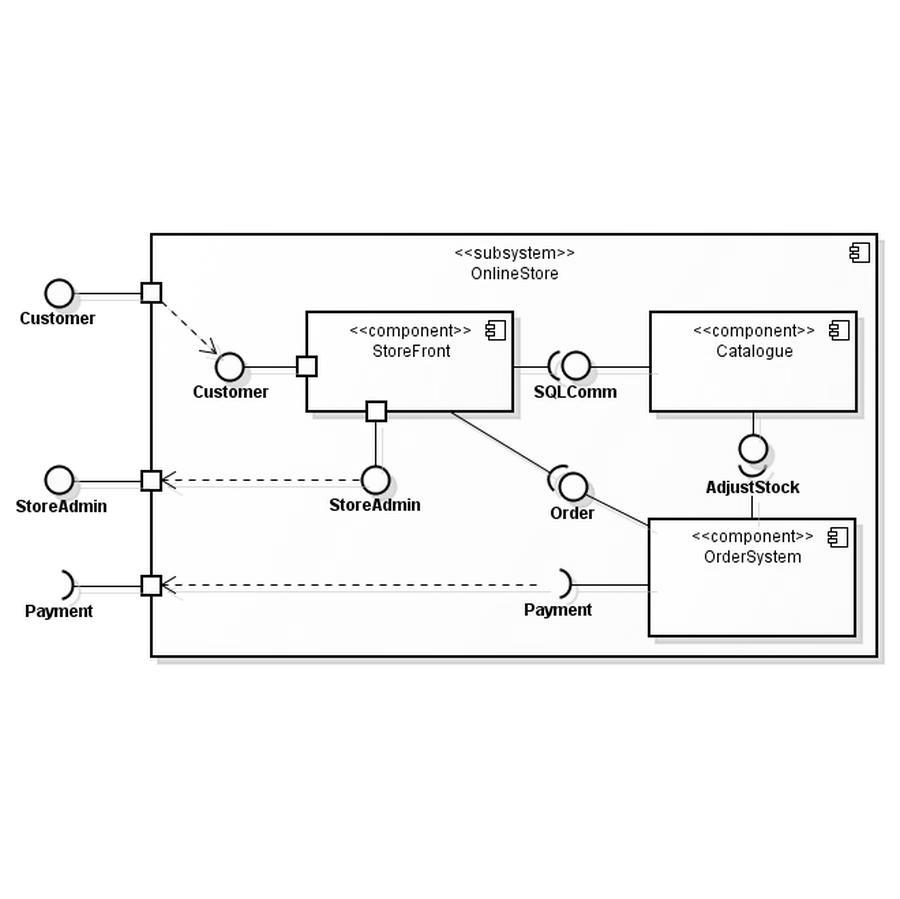 <<subsystem>>
OnlineStore
Customer
<<component>>
StoreFront
<<component>>
Catalogue
Customer
SQLComm
StoreAdmin
StoreAdmin
Order
AdjustStock
<<component>>
OrderSystem
Payment
Payment